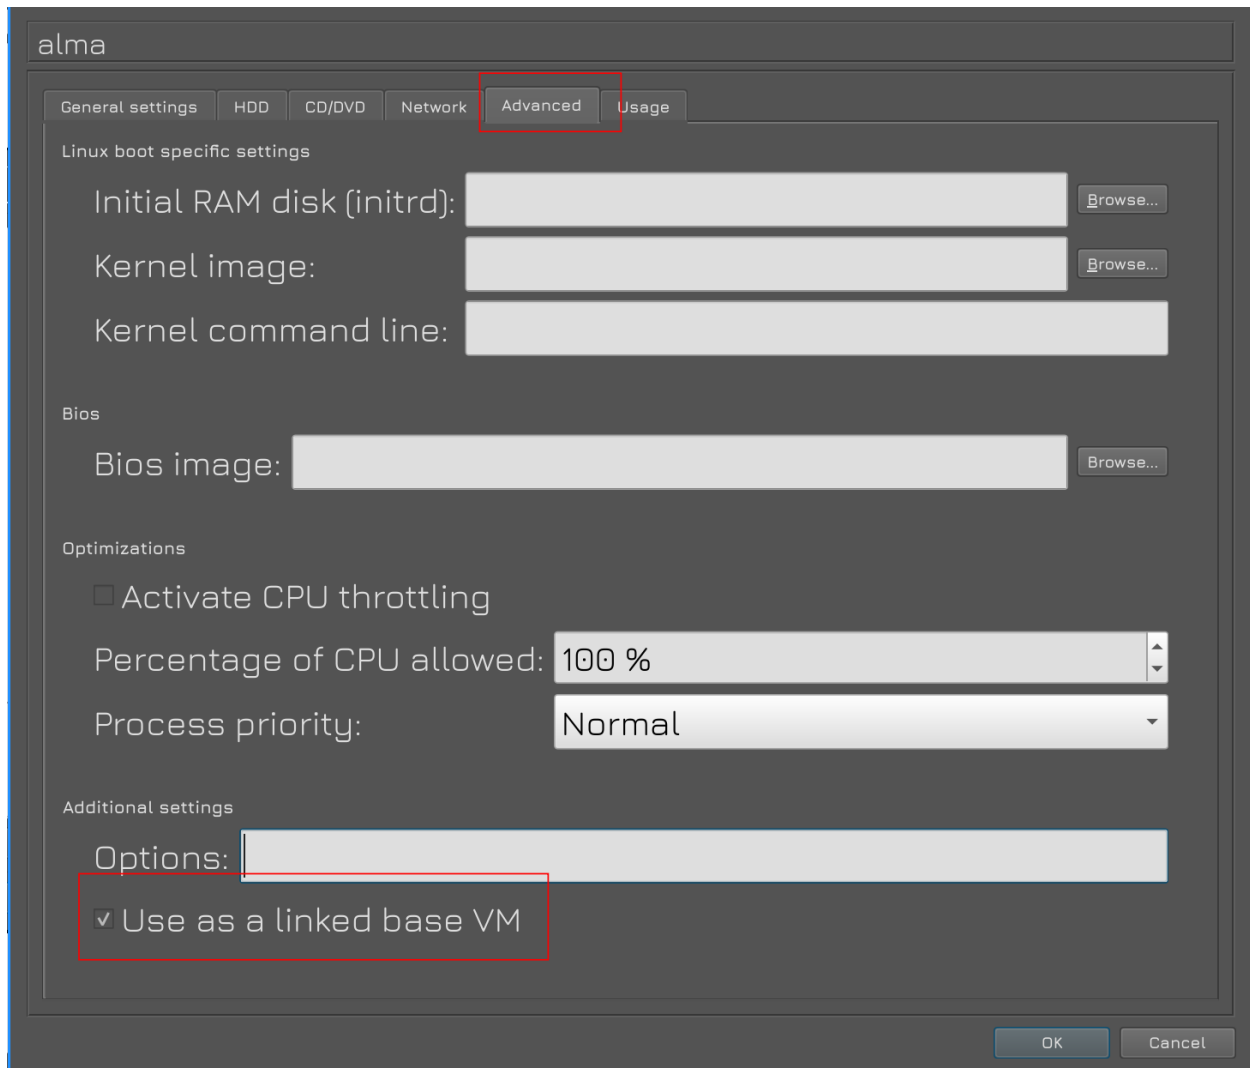 alma
General settings HDD CD/DVD Network Advanced Usage
Linux boot specific settings
Initial RAM disk (initrd): Browse...
Kernel image: Browse...
Kernel command line:
Bios
Bios image: Browse...
Optimizations
Activate CPU throttling
Percentage of CPU allowed: 100 %
Process priority: Normal
Additional settings
Options:
Use as a linked base VM
OK Cancel